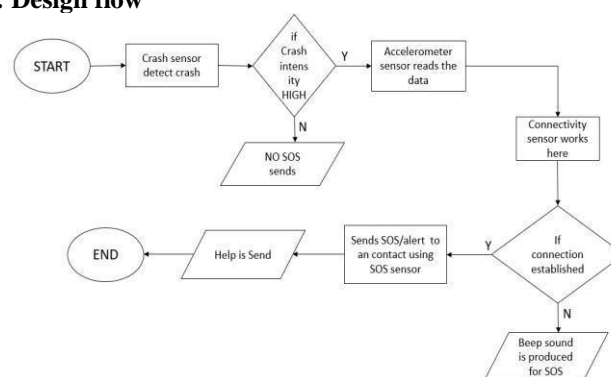 . Design flow
START
Crash sensor
detect crash
if
Crash
intens
ity
HIGH
Y
Accelerometer
sensor reads the
data
N
NO SOS
sends
Connectivity
sensor works
here
If
connection
established
Y
Sends SOS/alert to
an contact using
SOS sensor
Help is Send
END
N
Beep sound
is produced
for SOS